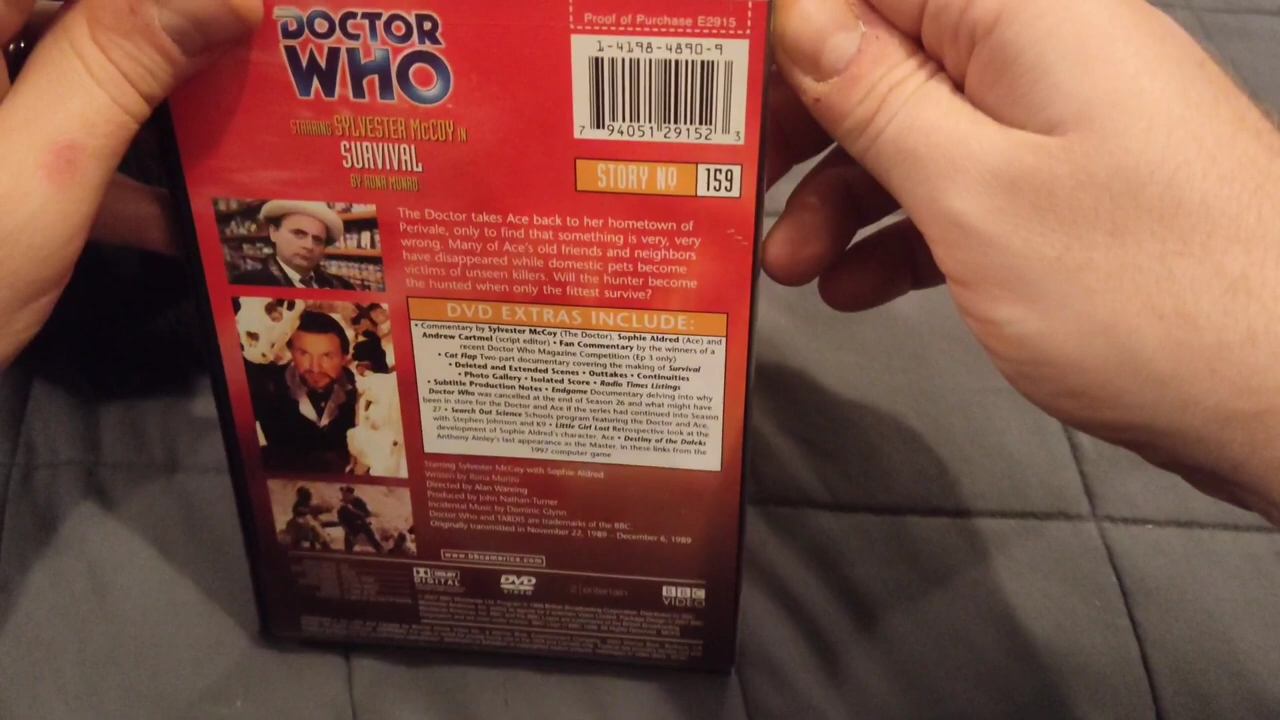 Proof of Purchase E2915
DOCTOR
WHO
1-4198-4890-9
7 94051 29152 3
STARRING SYLVESTER McCOY IN
SURVIVAL
BY RONA MUNRO
STORY NO 159
The Doctor takes Ace back to her hometown of
Perivale, only to find that something is very, very
wrong. Many of Ace's old friends and neighbors
have disappeared while domestic pets become
victims of unseen killers. Will the hunter become
the hunted when only the fittest survive?
DVD EXTRAS INCLUDE:
• Commentary by Sylvester McCoy (The Doctor), Sophie Aldred (Ace) and
Andrew Cartmel (script editor) • Fan Commentary by the winners of a
recent Doctor Who Magazine Competition (Ep 3 only)
• Cat Flap Two-part documentary covering the making of Survival
• Deleted and Extended Scenes • Outtakes • Continuities
• Photo Gallery • Isolated Score • Radio Times Listings
• Subtitle Production Notes • Endgame Documentary delving into why
Doctor Who was cancelled at the end of Season 26 and what might have
been in store for the Doctor and Ace if the series had continued into Season
27 • Search Out Science Schools program featuring the Doctor and Ace,
with Stephen Johnson and K9 • Little Girl Lost Retrospective look at the
development of Sophie Aldred's character, Ace • Destiny of the Doctors
Anthony Ainley's last appearance as the Master, in these links from the
1997 computer game
Starring Sylvester McCoy with Sophie Aldred
Written by Rona Munro
Directed by Alan Wareing
Produced by John Nathan-Turner
Incidental Music by Dominic Glynn
Doctor Who and TARDIS are trademarks of the BBC.
Originally transmitted in November 22, 1989 – December 6, 1989
www.bbcamerica.com
DOLBY
DIGITAL
DVD
VIDEO
2|entertain
BBC
VIDEO